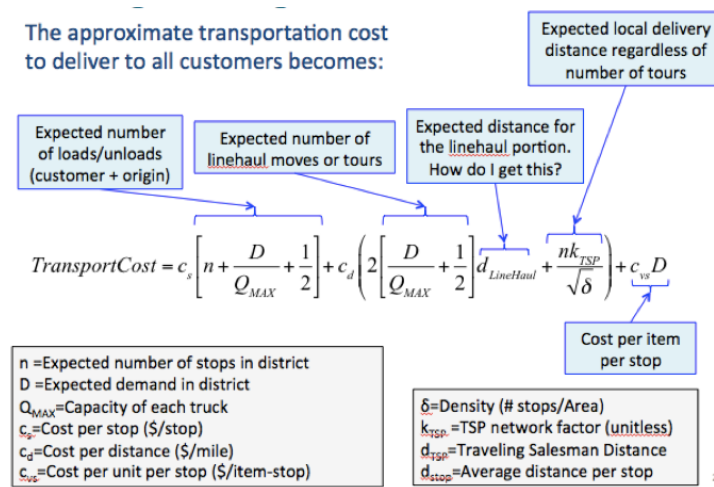 The approximate transportation cost
to deliver to all customers becomes:
Expected local delivery
distance regardless of
number of tours
Expected number
of loads/unloads
(customer + origin)
Expected number of
linehaul moves or tours
Expected distance for
the linehaul portion.
How do I get this?
TransportCost = c_s [n + D/Q_MAX + 1/2] + c_d (2 [D/Q_MAX + 1/2] d_LineHaul + nk_TSP/√δ) + c_vs D
Cost per item
per stop
n =Expected number of stops in district
D =Expected demand in district
Q_MAX=Capacity of each truck
c_s=Cost per stop ($/stop)
c_d=Cost per distance ($/mile)
c_vs=Cost per unit per stop ($/item-stop)
δ=Density (# stops/Area)
k_TSP =TSP network factor (unitless)
d_TSP=Traveling Salesman Distance
d_stop=Average distance per stop